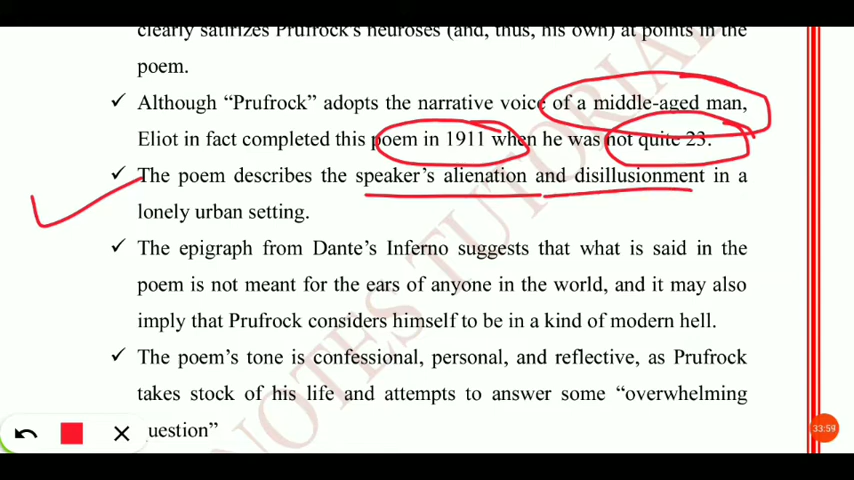 clearly satirizes Prufrock's neuroses (and, thus, his own) at points in the
poem.
✓ Although “Prufrock” adopts the narrative voice of a middle-aged man,
Eliot in fact completed this poem in 1911 when he was not quite 23.
✓ The poem describes the speaker's alienation and disillusionment in a
lonely urban setting.
✓ The epigraph from Dante's Inferno suggests that what is said in the
poem is not meant for the ears of anyone in the world, and it may also
imply that Prufrock considers himself to be in a kind of modern hell.
✓ The poem's tone is confessional, personal, and reflective, as Prufrock
takes stock of his life and attempts to answer some “overwhelming
uestion”
NOTES TUTORIAL
33:59